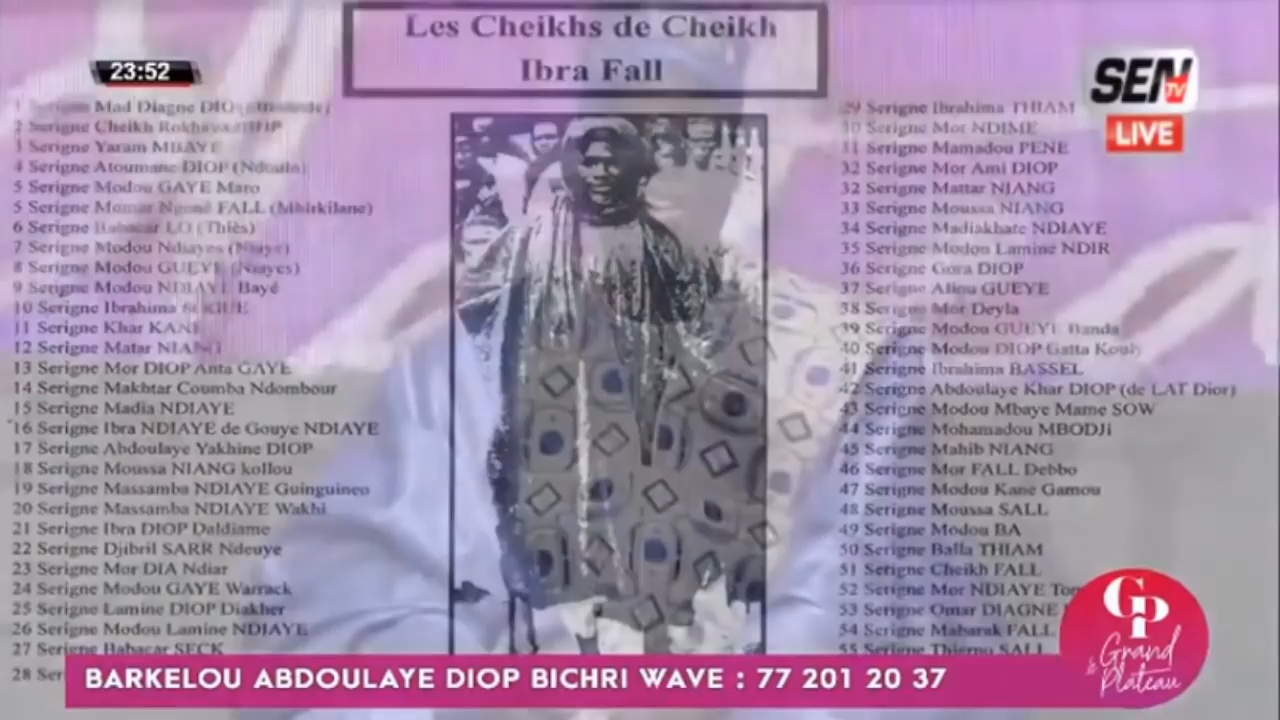 Les Cheikhs de Cheikh
Ibra Fall
23:52
SEN TV
LIVE
Serigne Mad Diagne
2 Serigne Cheikh Rokhaya DIOP
3 Serigne Yaram MBAYE
4 Serigne Atoumane DIOP (Ndoula)
5 Serigne Modou GAYE Maro
5 Serigne Momar Ngoné FALL (Mbirkilane)
6 Serigne Babacar LO (Thiès)
7 Serigne Modou Ndiayes (Niaye)
8 Serigne Modou GUEYE (Niayes)
9 Serigne Modou NDIAYE Bayé
10 Serigne Ibrahima
11 Serigne Khar KANE
12 Serigne Matar NIANG
13 Serigne Mor DIOP Anta GAYE
14 Serigne Makhtar Coumba Ndombour
15 Serigne Madia NDIAYE
16 Serigne Ibra NDIAYE de Gouye NDIAYE
17 Serigne Abdoulaye Yakhine DIOP
18 Serigne Moussa NIANG kollou
19 Serigne Massamba NDIAYE Guinguineo
20 Serigne Massamba NDIAYE Wakhi
21 Serigne Ibra DIOP Daldiame
22 Serigne Djibril SARR Ndeuye
23 Serigne Mor DIA Ndiar
24 Serigne Modou GAYE Warrack
25 Serigne Lamine DIOP Diakher
26 Serigne Modou Lamine NDIAYE
27 Serigne Babacar SECK
28
29 Serigne Ibrahima THIAM
30 Serigne Mor NDIME
31 Serigne Mamadou PENE
32 Serigne Mor Ami DIOP
32 Serigne Mattar NIANG
33 Serigne Moussa NIANG
34 Serigne Madiakhate NDIAYE
35 Serigne Modou Lamine NDIR
36 Serigne Gora DIOP
37 Serigne Aliou GUEYE
38 Serigne Mor Deyla
39 Serigne Modou GUEYE Banda
40 Serigne Modou DIOP Gatta Kouly
41 Serigne Ibrahima BASSEL
42 Serigne Abdoulaye Khar DIOP (de LAT Dior)
43 Serigne Modou Mbaye Mame SOW
44 Serigne Mohamadou MBODJi
45 Serigne Mahib NIANG
46 Serigne Mor FALL Debbo
47 Serigne Modou Kane Gamou
48 Serigne Moussa SALL
49 Serigne Modou BA
50 Serigne Balla THIAM
51 Serigne Cheikh FALL
52 Serigne Mor NDIAYE
53 Serigne Omar DIAGNE
54 Serigne Mabarak FALL
55 Serigne Thierno SALL
BARKELOU ABDOULAYE DIOP BICHRI WAVE : 77 201 20 37
GP
le Grand
Plateau